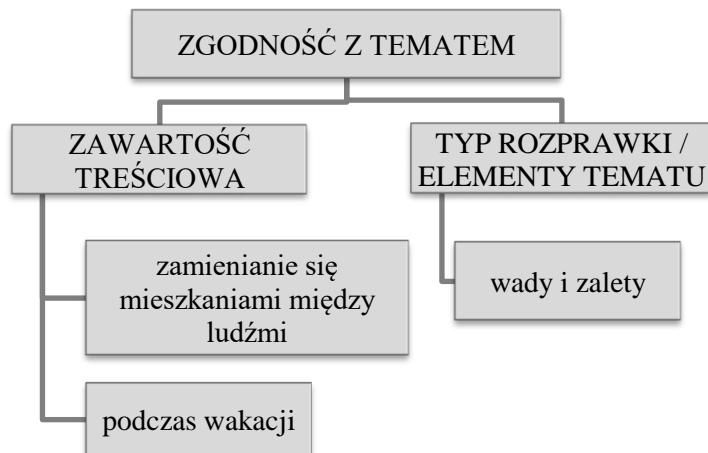 ZGODNOŚĆ Z TEMATEM
ZAWARTOŚĆ
TREŚCIOWA
TYP ROZPRAWKI /
ELEMENTY TEMATU
zamienianie się
mieszkaniami między
ludźmi
wady i zalety
podczas wakacji